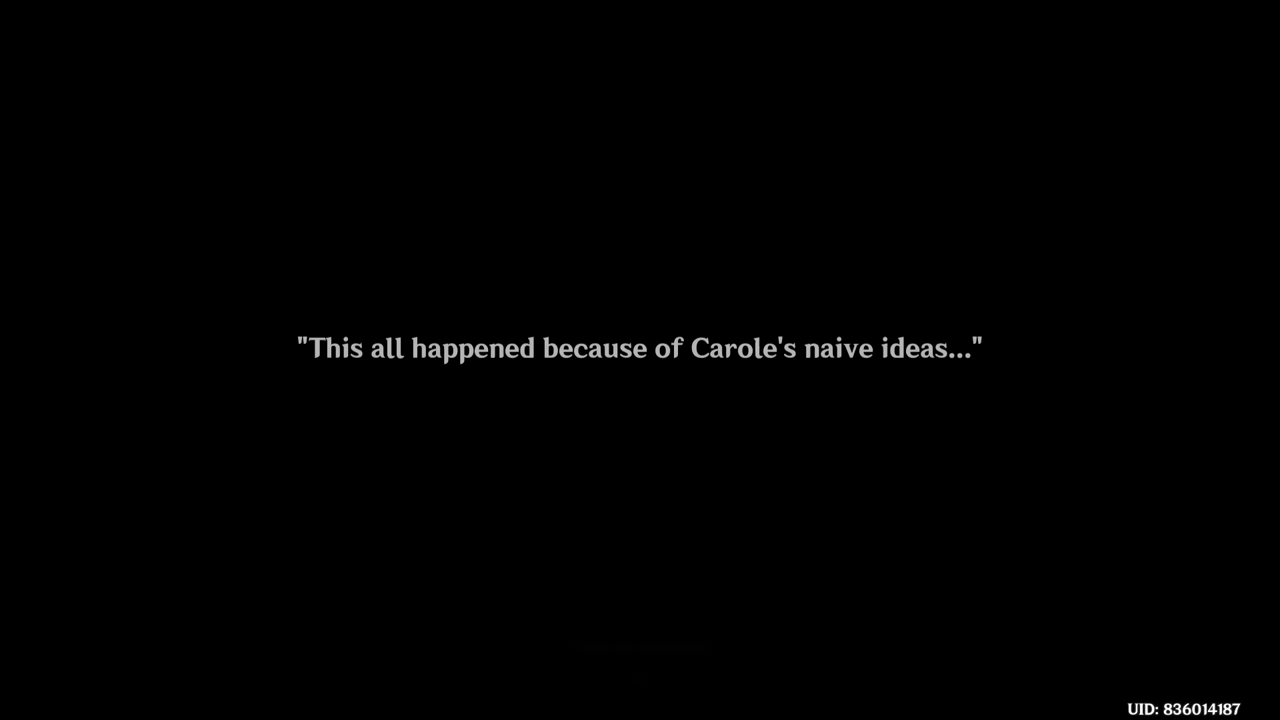 "This all happened because of Carole's naive ideas..."
UID: 836014187